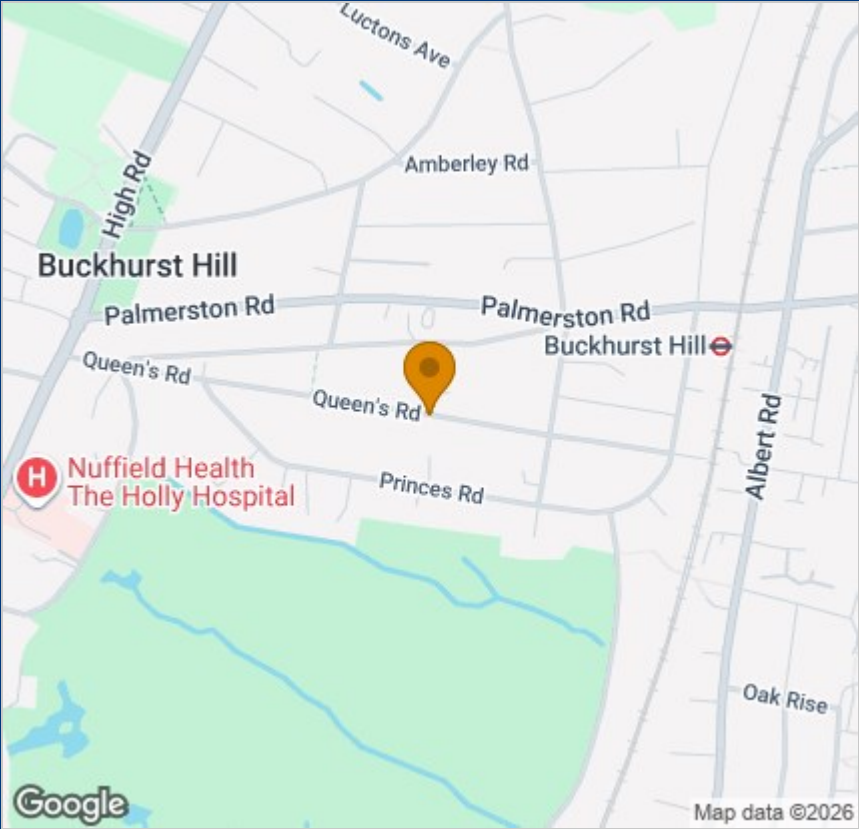 Luctons Ave
Amberley Rd
High Rd
Buckhurst Hill
Palmerston Rd
Palmerston Rd
Buckhurst Hill
Queen's Rd
Queen's Rd
Albert Rd
H
Nuffield Health
The Holly Hospital
Princes Rd
Oak Rise
Google
Map data ©2026